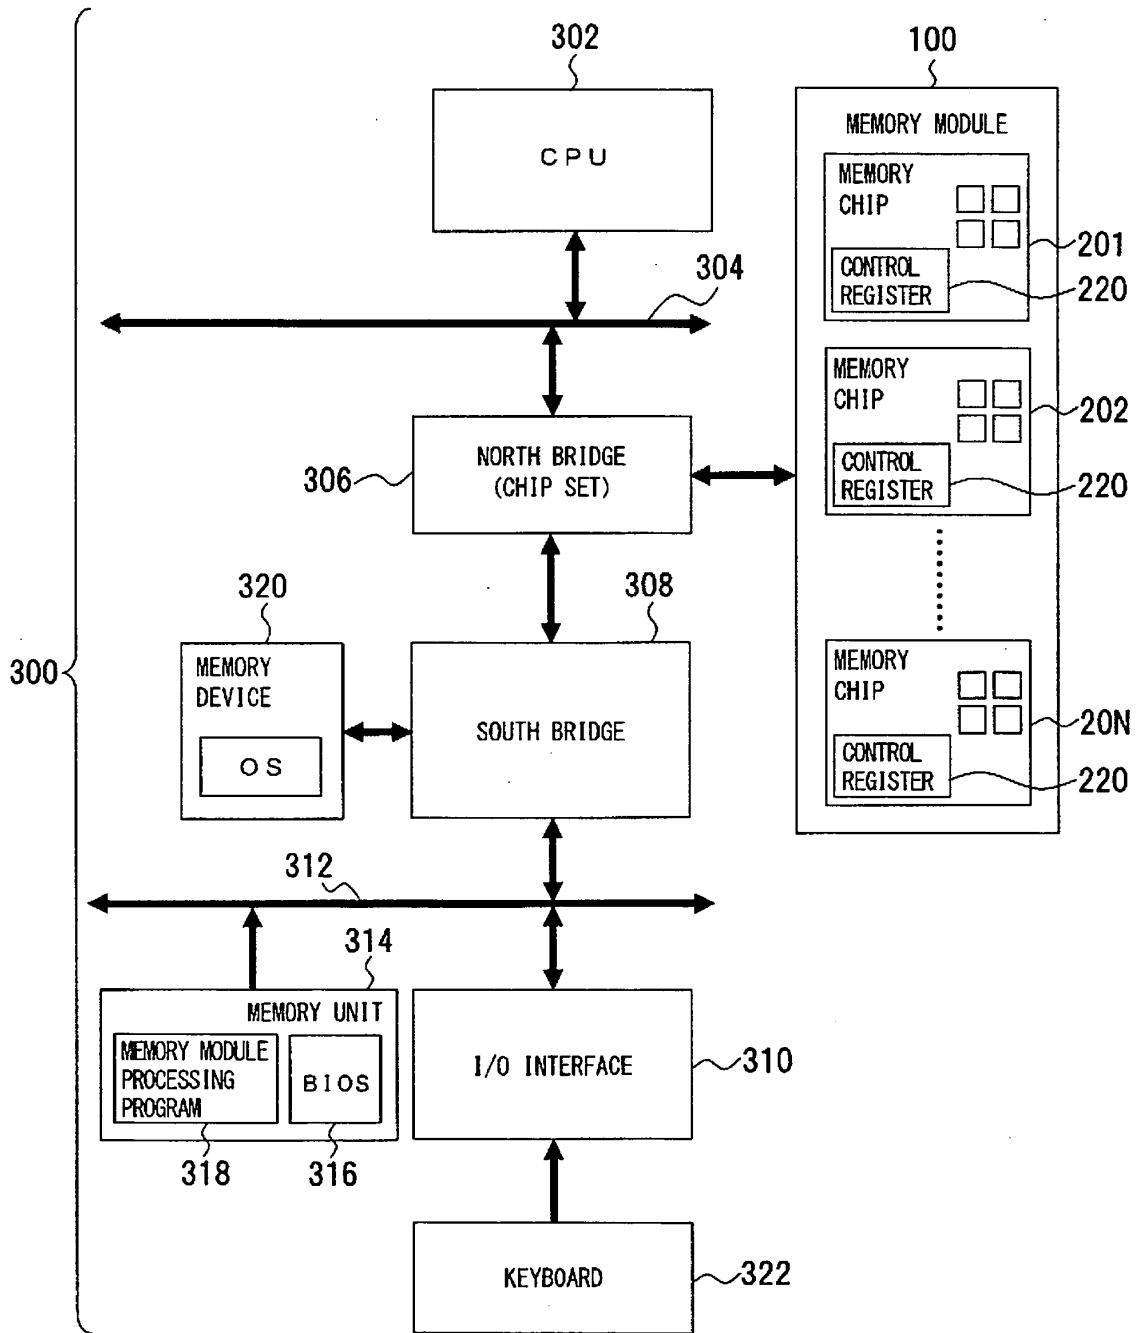 302
100
CPU
MEMORY MODULE
MEMORY
CHIP
201
CONTROL
REGISTER
220
304
MEMORY
CHIP
202
CONTROL
REGISTER
220
306
NORTH BRIDGE
(CHIP SET)
320
308
300
MEMORY
DEVICE
OS
SOUTH BRIDGE
MEMORY
CHIP
20N
CONTROL
REGISTER
220
312
314
MEMORY UNIT
MEMORY MODULE
PROCESSING
PROGRAM
BIOS
318
316
I/O INTERFACE
310
KEYBOARD
322